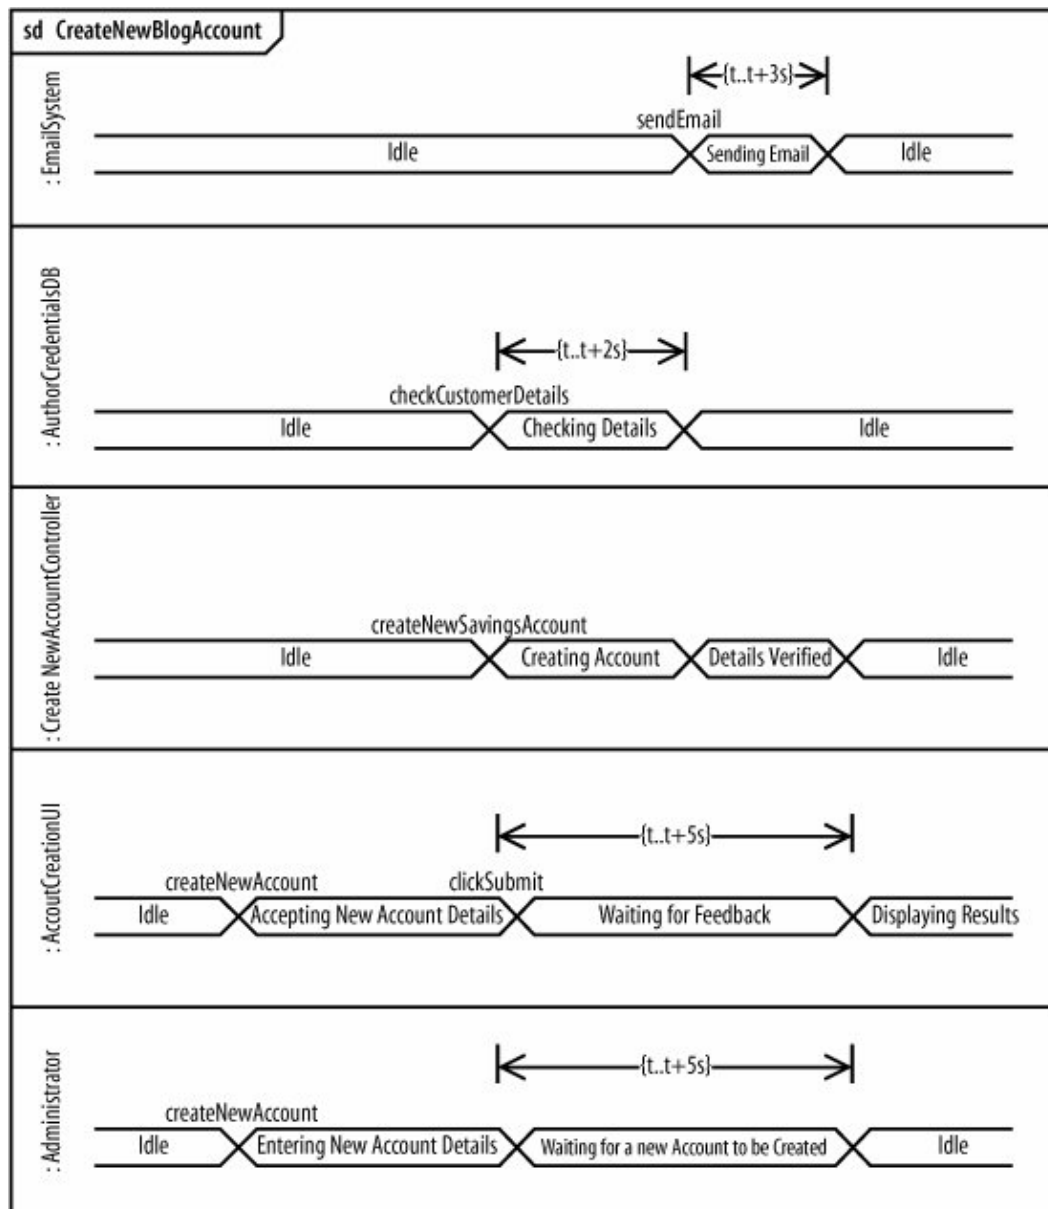 sd CreateNewBlogAccount
: EmailSystem
{t..t+3s}
sendEmail
Idle
Sending Email
Idle
: AuthorCredentialsDB
{t..t+2s}
checkCustomerDetails
Idle
Checking Details
Idle
: Create NewAccountController
createNewSavingsAccount
Idle
Creating Account
Details Verified
Idle
: AccoutCreationUI
{t..t+5s}
createNewAccount
clickSubmit
Idle
Accepting New Account Details
Waiting for Feedback
Displaying Results
: Administrator
{t..t+5s}
createNewAccount
Idle
Entering New Account Details
Waiting for a new Account to be Created
Idle